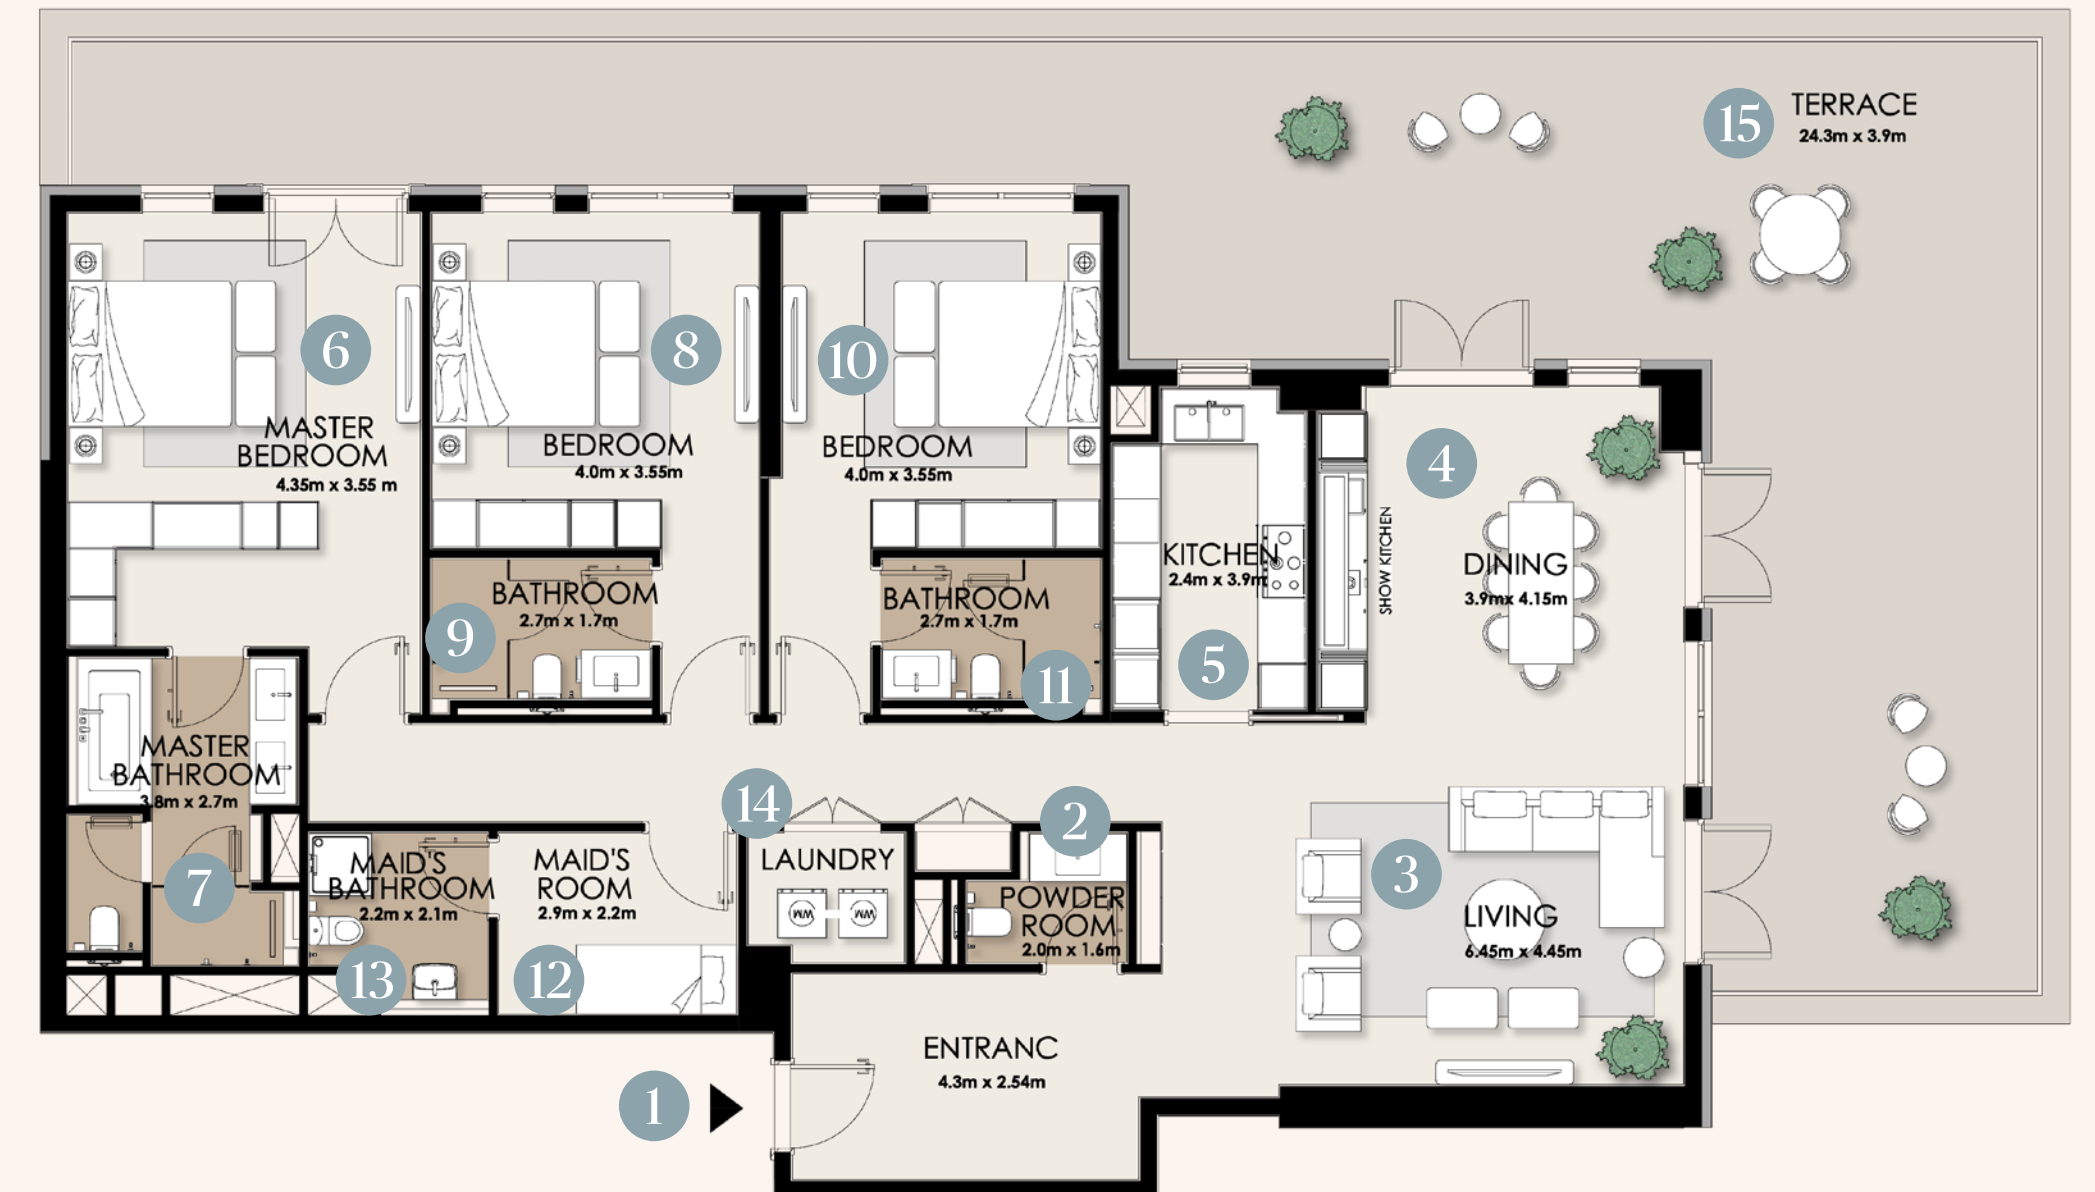 15
TERRACE
24.3m x 3.9m
6
MASTER
BEDROOM
4.35m x 3.55 m
8
BEDROOM
4.0m x 3.55m
10
BEDROOM
4.0m x 3.55m
4
DINING
3.9mx 4.15m
SHOW KITCHEN
KITCHEN
2.4m x 3.9m
5
9
BATHROOM
2.7m x 1.7m
BATHROOM
2.7m x 1.7m
11
MASTER
BATHROOM
3.8m x 2.7m
7
MAID'S
BATHROOM
2.2m x 2.1m
13
MAID'S
ROOM
2.9m x 2.2m
12
14
LAUNDRY
WM
WM
2
POWDER
ROOM
2.0m x 1.6m
3
LIVING
6.45m x 4.45m
ENTRANC
4.3m x 2.54m
1